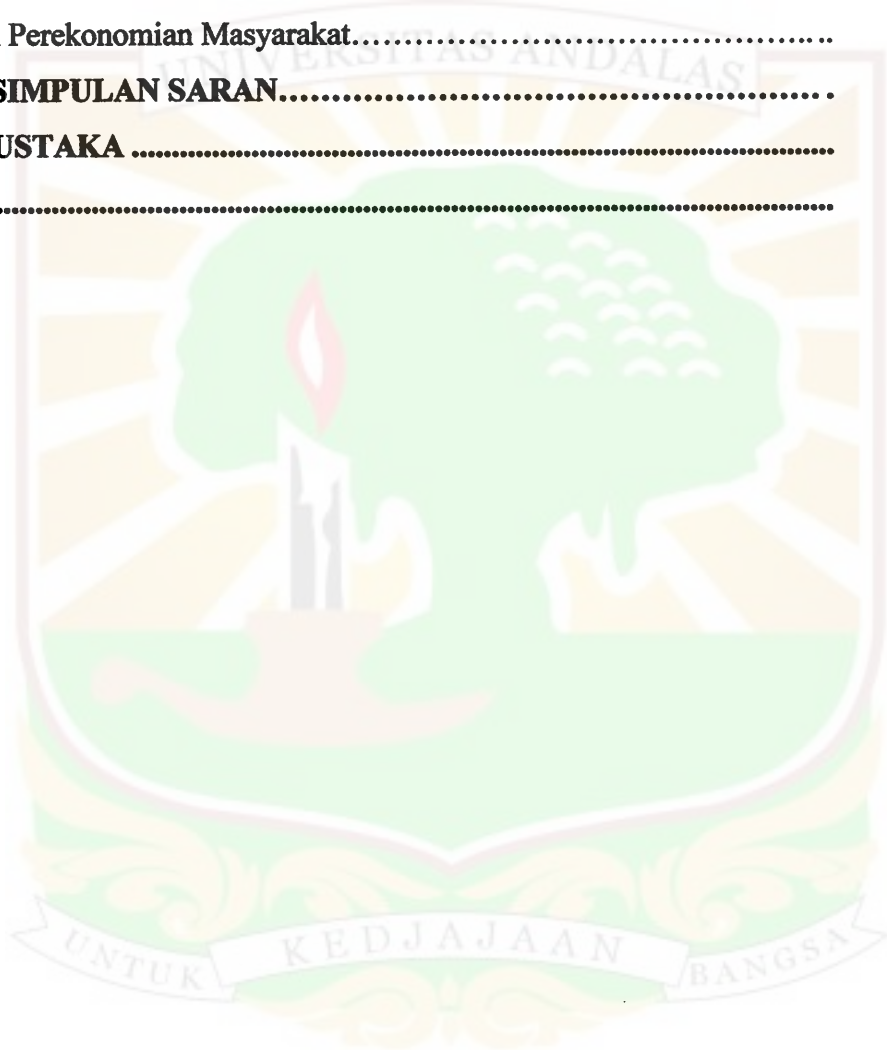 Perekonomian Masyarakat................................................
SIMPULAN SARAN.....................................................
USTAKA ......................................................................................
.......................................................................................................
UNIVERSITAS ANDALAS
UNTUK KEDJAJAAN BANGSA